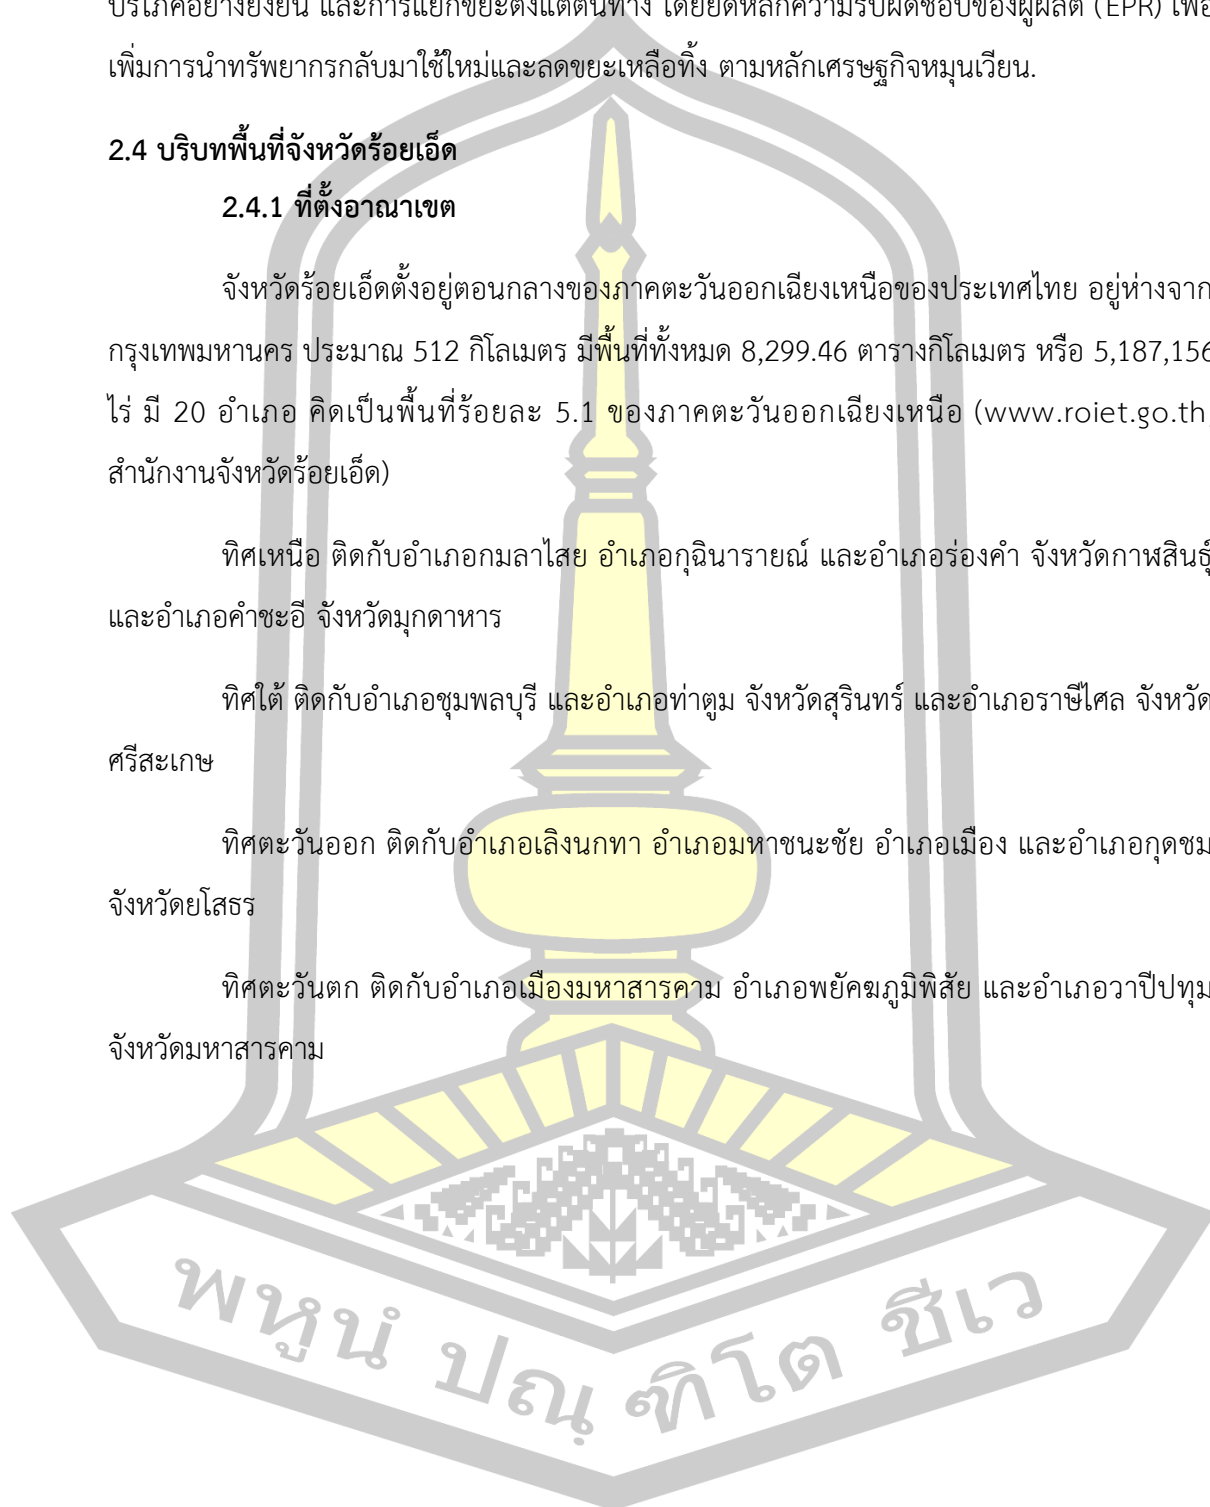 บริโภคอย่างยั่งยืน และการแยกขยะตั้งแต่ต้นทาง โดยยึดหลักความรับผิดชอบของผู้ผลิต (EPR) เพื่อ
เพิ่มการนำทรัพยากรกลับมาใช้ใหม่และลดขยะเหลือทิ้ง ตามหลักเศรษฐกิจหมุนเวียน.
2.4 บริบทพื้นที่จังหวัดร้อยเอ็ด
2.4.1 ที่ตั้งอาณาเขต
จังหวัดร้อยเอ็ดตั้งอยู่ตอนกลางของภาคตะวันออกเฉียงเหนือของประเทศไทย อยู่ห่างจาก
กรุงเทพมหานคร ประมาณ 512 กิโลเมตร มีพื้นที่ทั้งหมด 8,299.46 ตารางกิโลเมตร หรือ 5,187,156
ไร่ มี 20 อำเภอ คิดเป็นพื้นที่ร้อยละ 5.1 ของภาคตะวันออกเฉียงเหนือ (www.roiet.go.th,
สำนักงานจังหวัดร้อยเอ็ด)
ทิศเหนือ ติดกับอำเภอกมลาไสย อำเภอกุฉินารายณ์ และอำเภอร่องคำ จังหวัดกาฬสินธุ์
และอำเภอคำชะอี จังหวัดมุกดาหาร
ทิศใต้ ติดกับอำเภอชุมพลบุรี และอำเภอท่าตูม จังหวัดสุรินทร์ และอำเภอราษีไศล จังหวัด
ศรีสะเกษ
ทิศตะวันออก ติดกับอำเภอเลิงนกทา อำเภอมหาชนะชัย อำเภอเมือง และอำเภอกุดชม
จังหวัดยโสธร
ทิศตะวันตก ติดกับอำเภอเมืองมหาสารคาม อำเภอพยัคฆภูมิพิสัย และอำเภอวาปีปทุม
จังหวัดมหาสารคาม
พหูนํ ปณฺฑิโต ชีเว